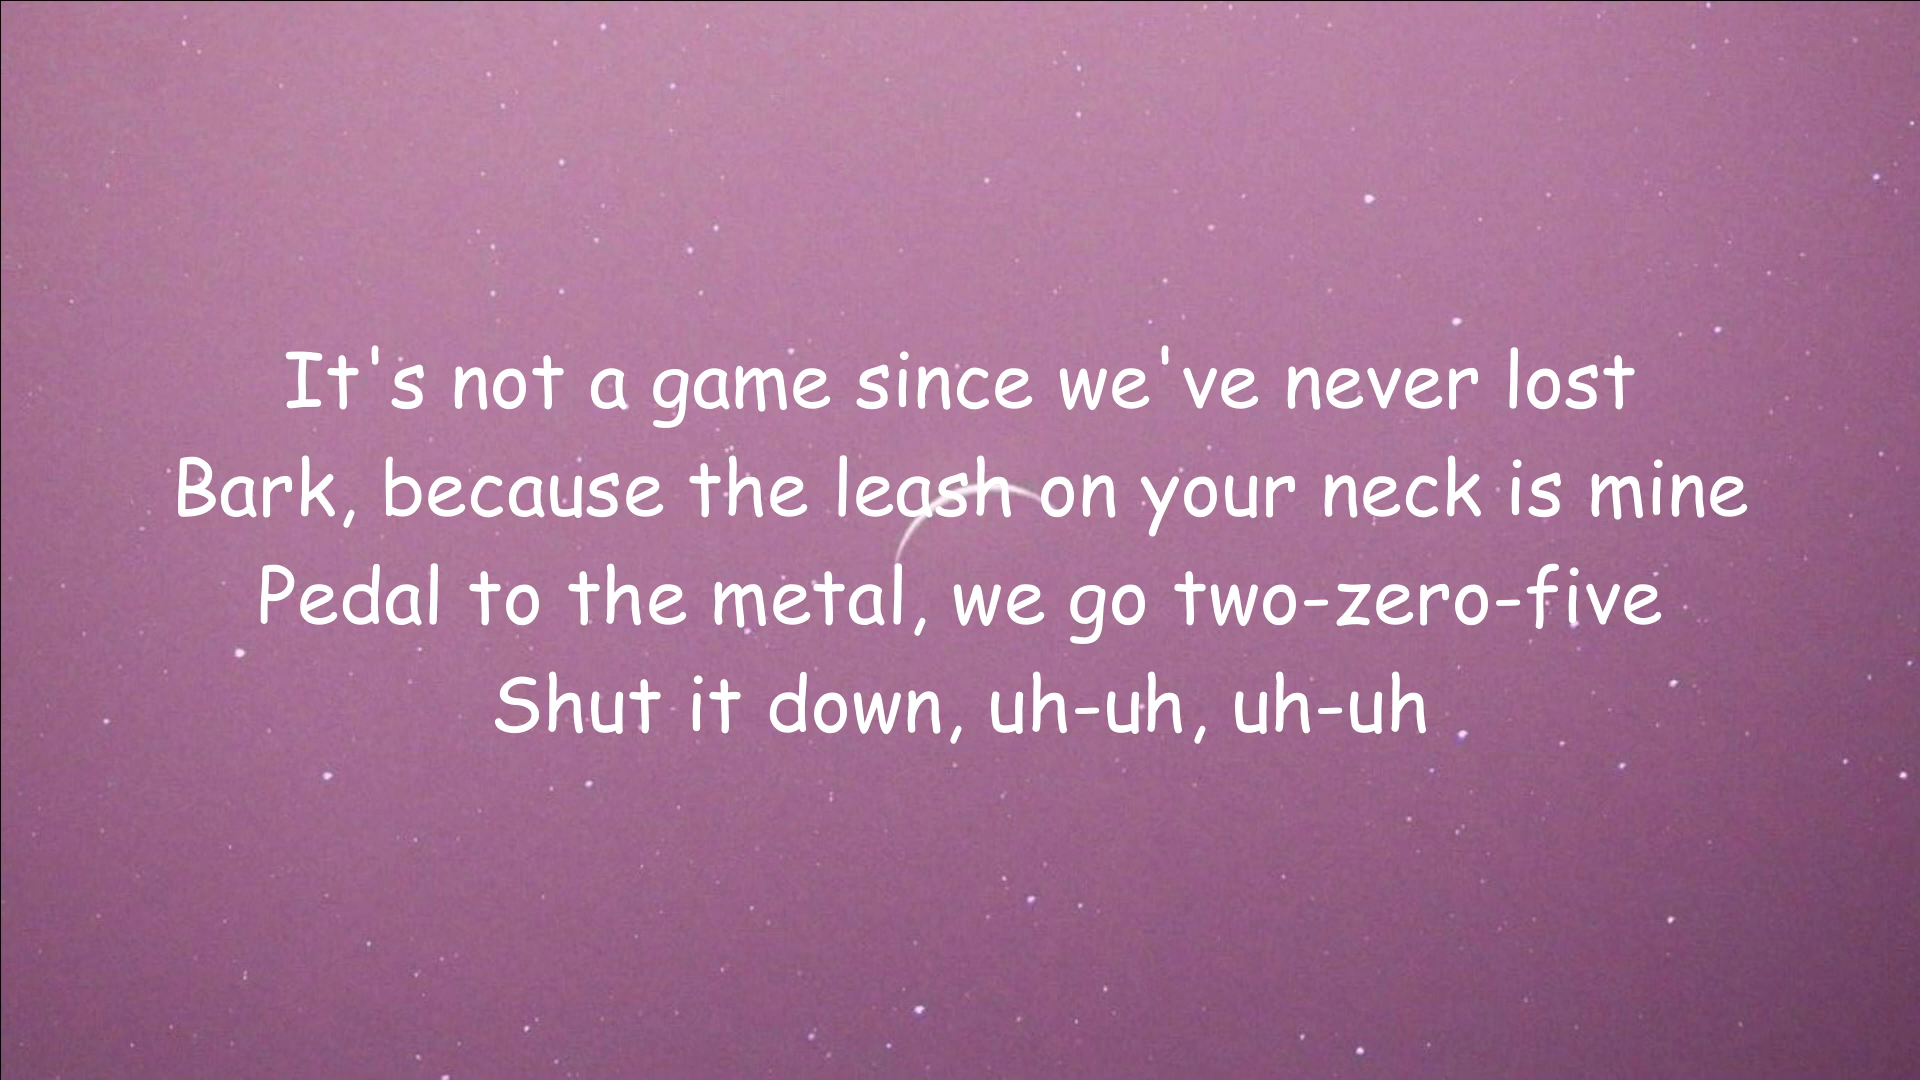 It's not a game since we've never lost
Bark, because the leash on your neck is mine
Pedal to the metal, we go two-zero-five
Shut it down, uh-uh, uh-uh